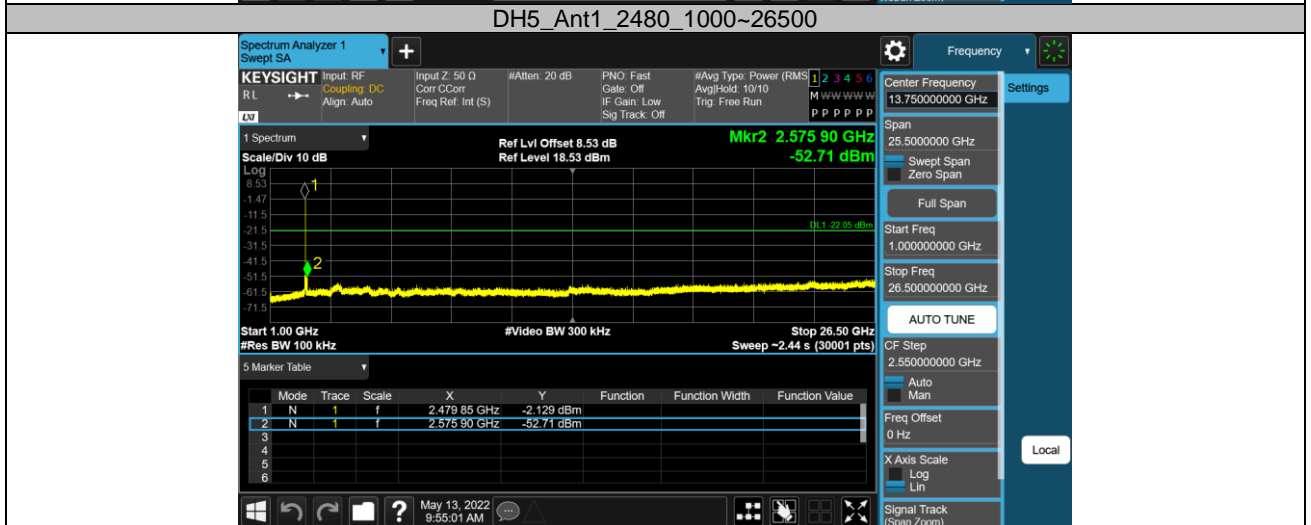 DH5_Ant1_2480_1000~26500
Spectrum Analyzer 1
Swept SA
Frequency
KEYSIGHT
RL
LXI
Input: RF
Coupling: DC
Align: Auto
Input Z: 50 Ω
Corr CCorr
Freq Ref: Int (S)
#Atten: 20 dB
PNO: Fast
Gate: Off
IF Gain: Low
Sig Track: Off
#Avg Type: Power (RMS
Avg|Hold: 10/10
Trig: Free Run
1 2 3 4 5 6
M W W W W W
P P P P P P
1 Spectrum
Scale/Div 10 dB
Ref Lvl Offset 8.53 dB
Ref Level 18.53 dBm
Mkr2 2.575 90 GHz
-52.71 dBm
Log
8.53
-1.47
-11.5
-21.5
-31.5
-41.5
-51.5
-61.5
-71.5
1
2
DL1 -22.05 dBm
Start 1.00 GHz
#Res BW 100 kHz
#Video BW 300 kHz
Stop 26.50 GHz
Sweep ~2.44 s (30001 pts)
5 Marker Table
Mode Trace Scale X Y Function Function Width Function Value
1 N 1 f 2.479 85 GHz -2.129 dBm
2 N 1 f 2.575 90 GHz -52.71 dBm
3
4
5
6
May 13, 2022
9:55:01 AM
Center Frequency
13.750000000 GHz
Span
25.5000000 GHz
Swept Span
Zero Span
Full Span
Start Freq
1.000000000 GHz
Stop Freq
26.500000000 GHz
AUTO TUNE
CF Step
2.550000000 GHz
Auto
Man
Freq Offset
0 Hz
X Axis Scale
Log
Lin
Signal Track
(Span Zoom)
Settings
Local